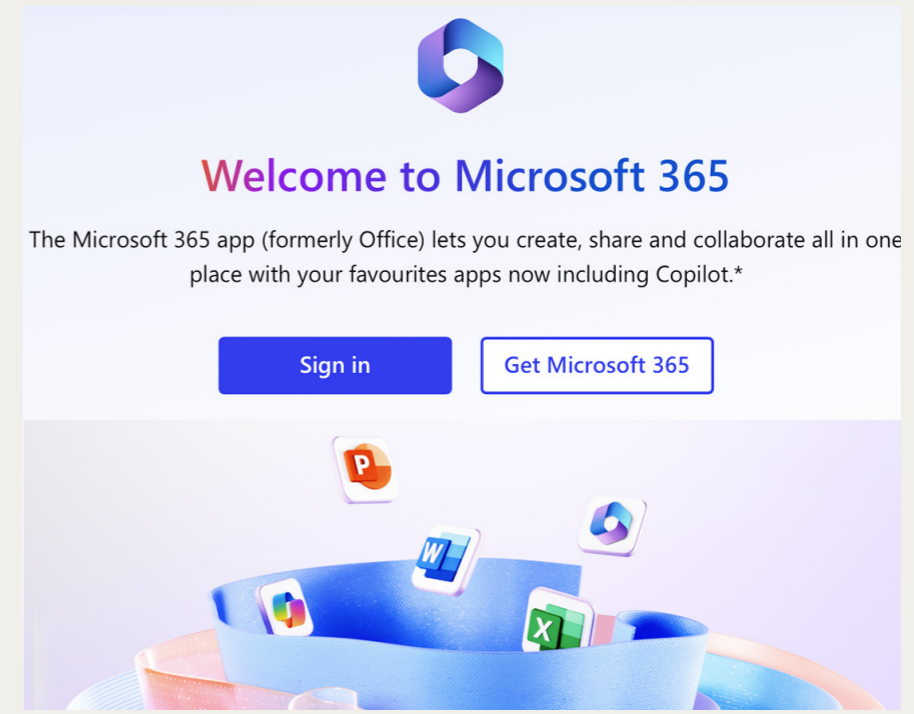 Welcome to Microsoft 365
The Microsoft 365 app (formerly Office) lets you create, share and collaborate all in one
place with your favourites apps now including Copilot.*
Sign in
Get Microsoft 365
P
W
X